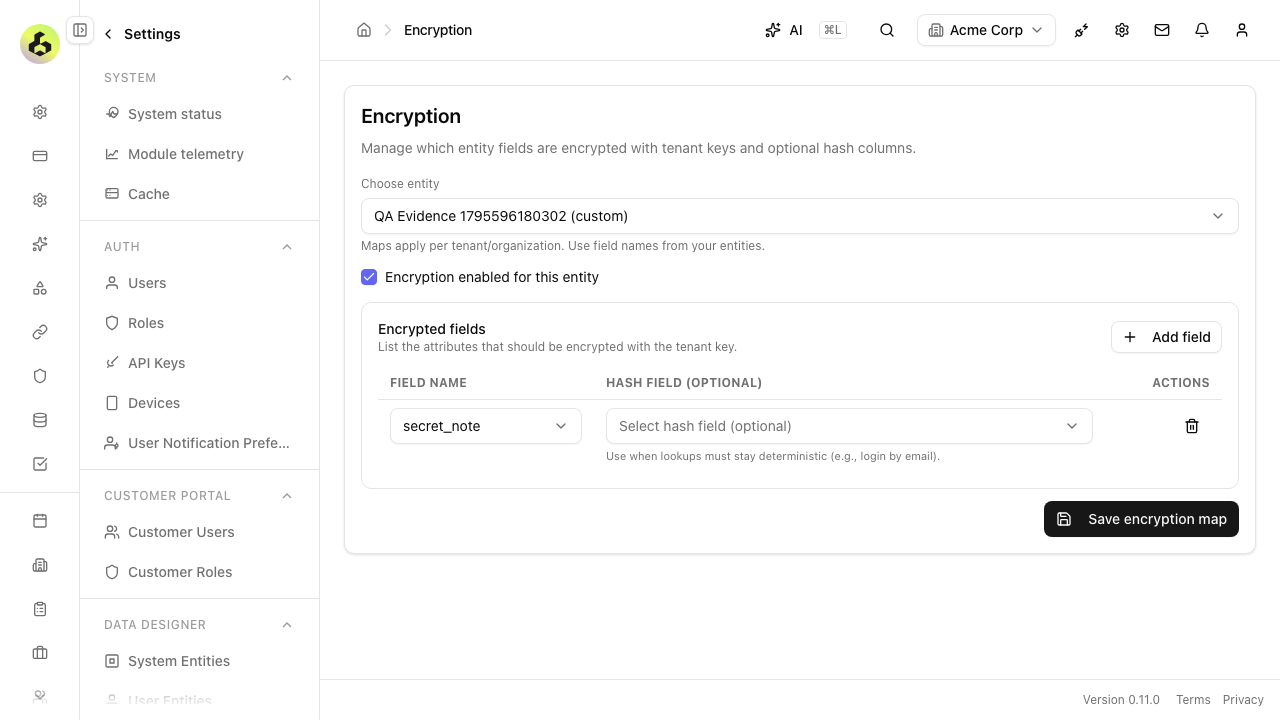 Settings
SYSTEM
System status
Module telemetry
Cache
AUTH
Users
Roles
API Keys
Devices
User Notification Prefe...
CUSTOMER PORTAL
Customer Users
Customer Roles
DATA DESIGNER
System Entities
User Entities
Encryption
AI
⌘L
Acme Corp
Encryption
Manage which entity fields are encrypted with tenant keys and optional hash columns.
Choose entity
QA Evidence 1795596180302 (custom)
Maps apply per tenant/organization. Use field names from your entities.
Encryption enabled for this entity
Encrypted fields
List the attributes that should be encrypted with the tenant key.
Add field
FIELD NAME HASH FIELD (OPTIONAL) ACTIONS
secret_note Select hash field (optional)
Use when lookups must stay deterministic (e.g., login by email).
Save encryption map
Version 0.11.0 Terms Privacy